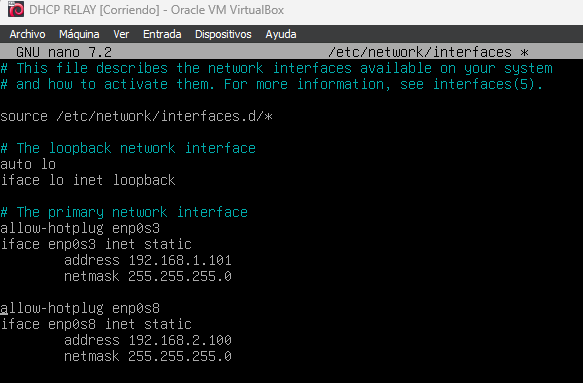 DHCP RELAY [Corriendo] - Oracle VM VirtualBox
Archivo Máquina Ver Entrada Dispositivos Ayuda
GNU nano 7.2 /etc/network/interfaces *
# This file describes the network interfaces available on your system
# and how to activate them. For more information, see interfaces(5).
source /etc/network/interfaces.d/*
# The loopback network interface
auto lo
iface lo inet loopback
# The primary network interface
allow-hotplug enp0s3
iface enp0s3 inet static
address 192.168.1.101
netmask 255.255.255.0
allow-hotplug enp0s8
iface enp0s8 inet static
address 192.168.2.100
netmask 255.255.255.0